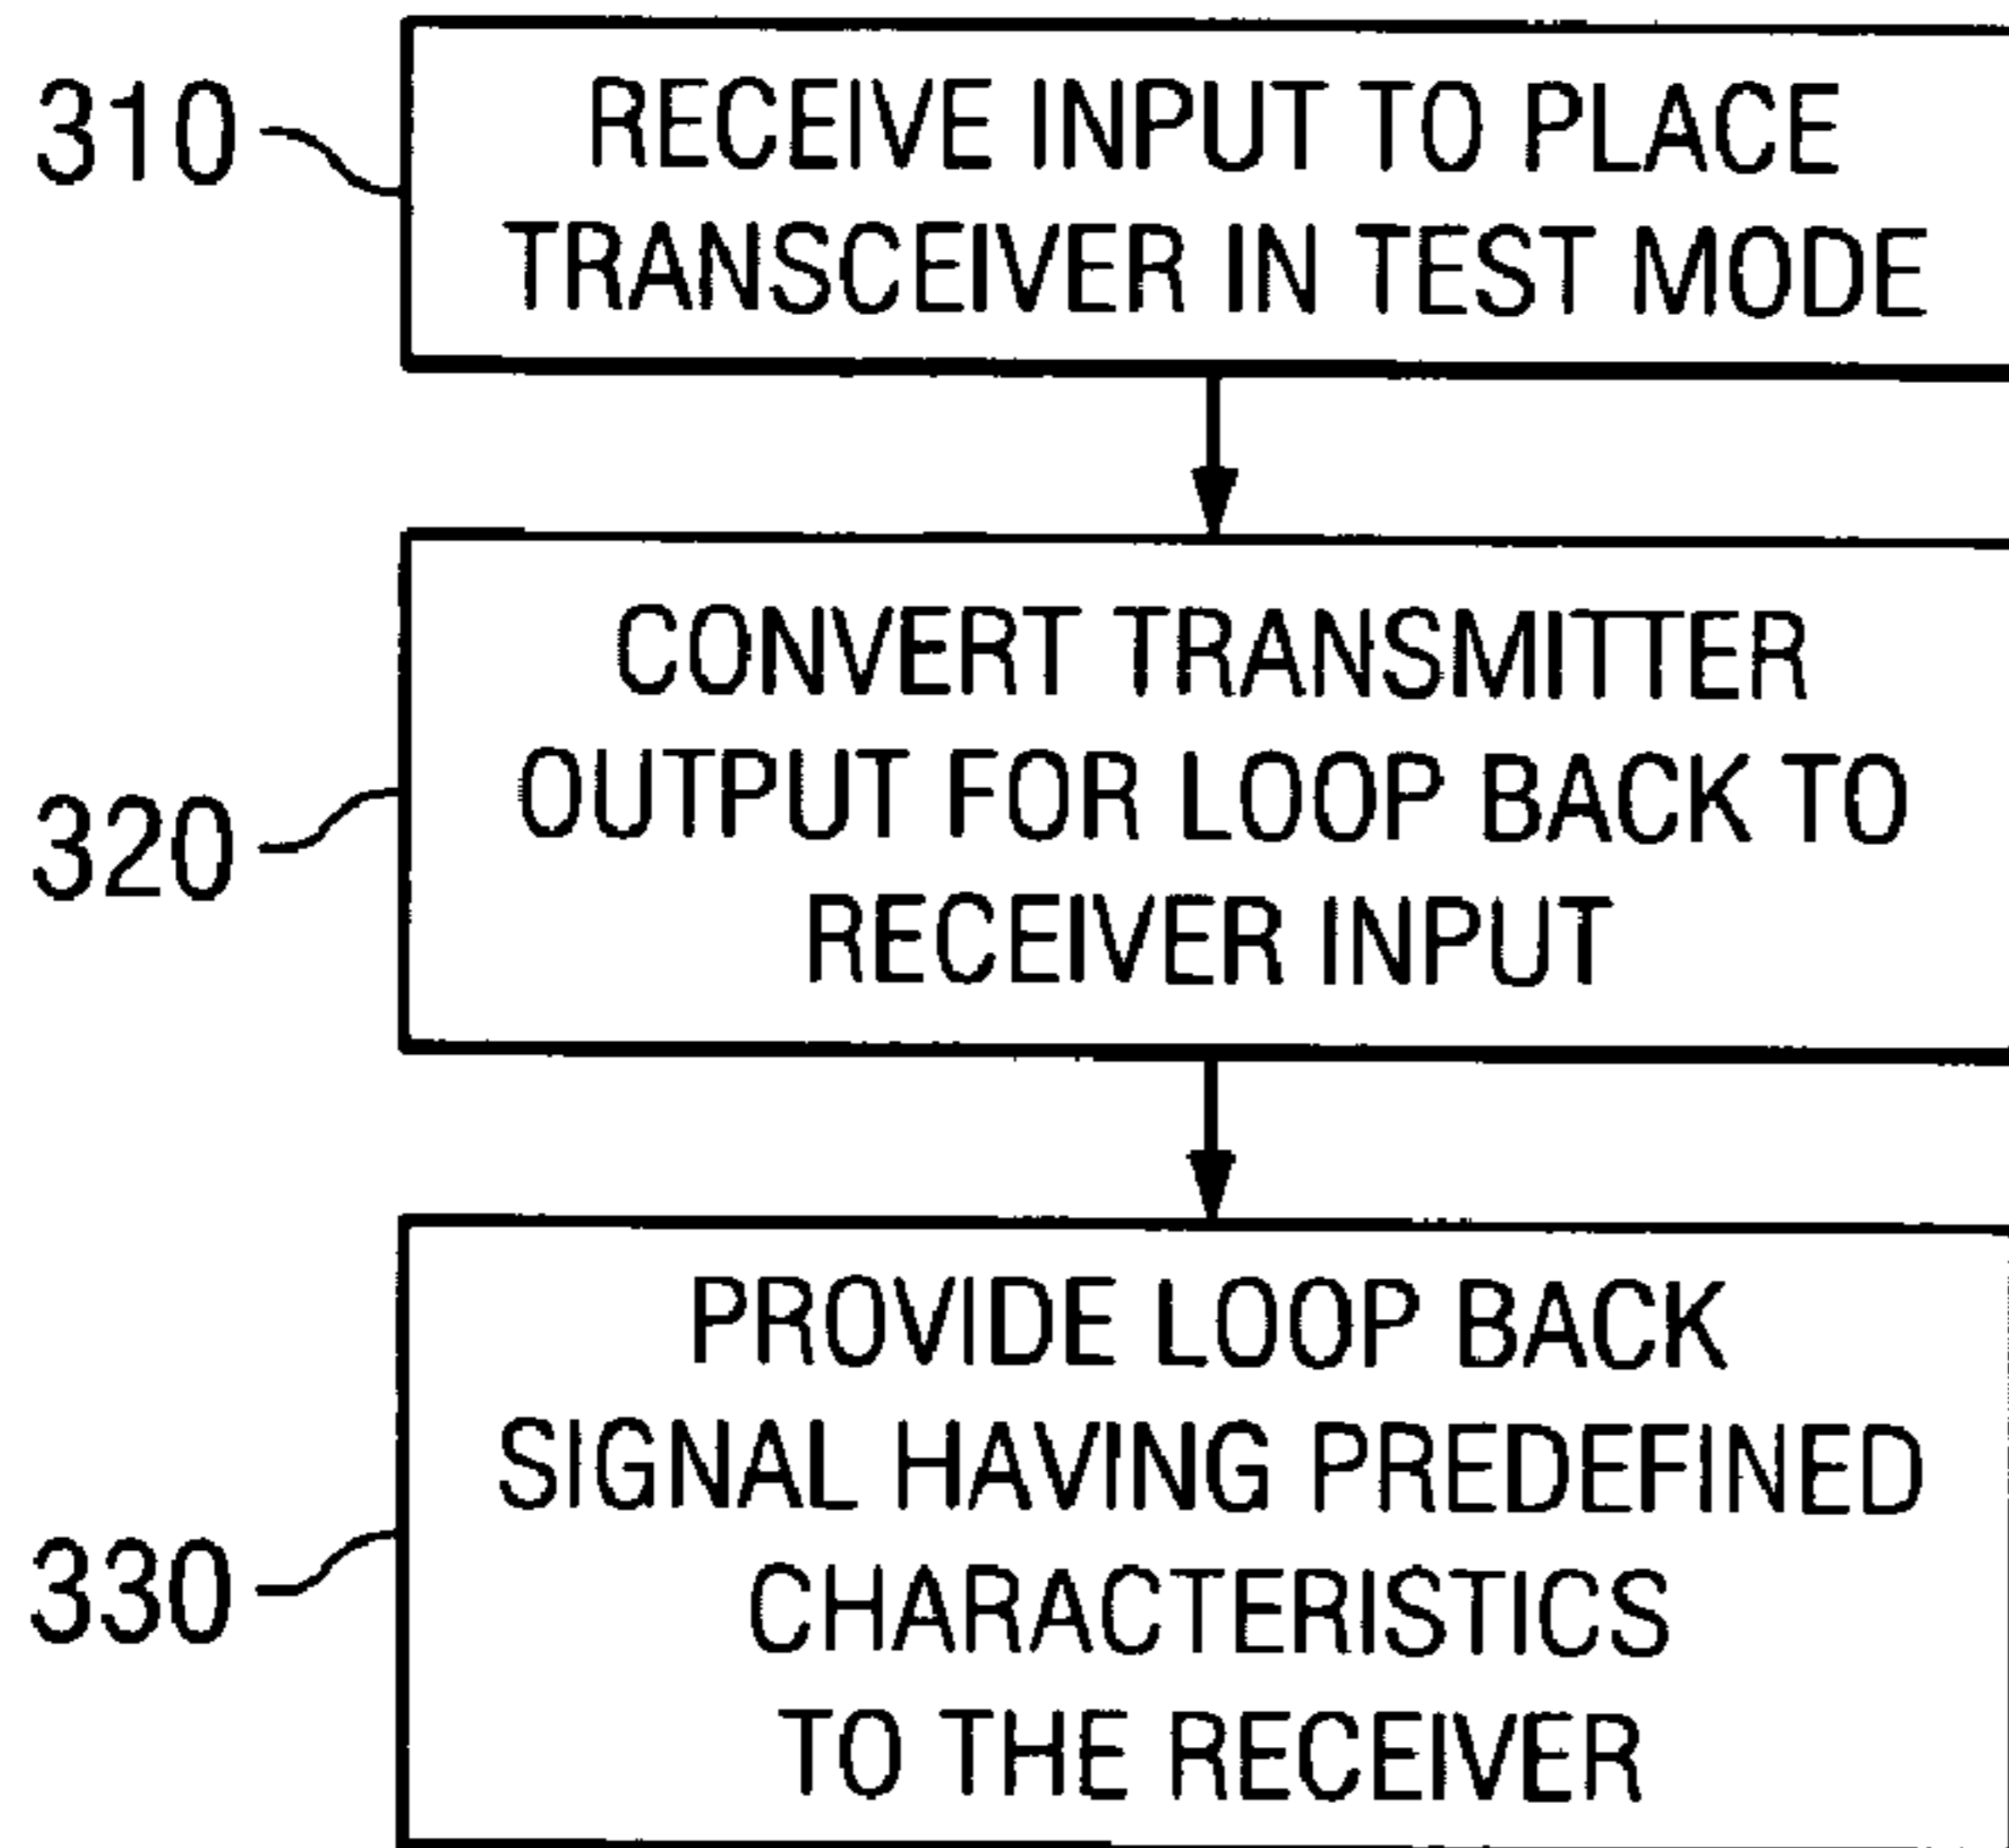 310
RECEIVE INPUT TO PLACE
TRANSCEIVER IN TEST MODE
320
CONVERT TRANSMITTER
OUTPUT FOR LOOP BACK TO
RECEIVER INPUT
330
PROVIDE LOOP BACK
SIGNAL HAVING PREDEFINED
CHARACTERISTICS
TO THE RECEIVER